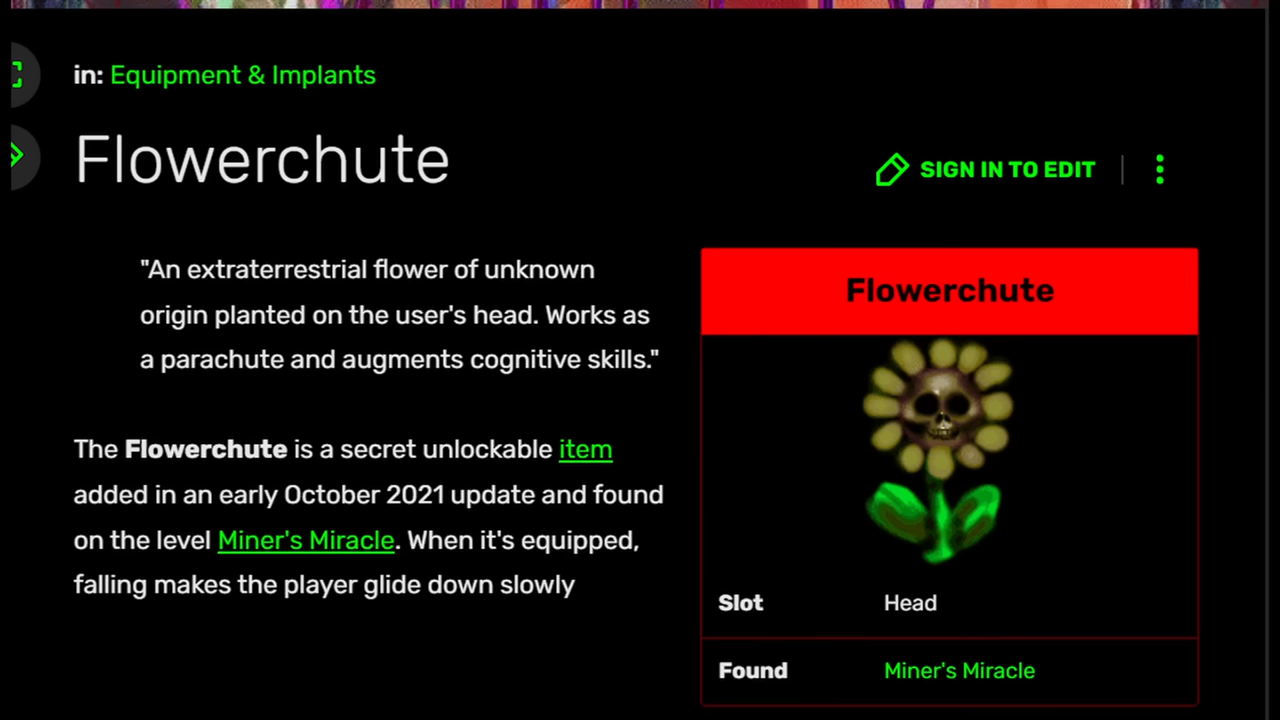 in: Equipment & Implants
Flowerchute
SIGN IN TO EDIT
"An extraterrestrial flower of unknown
origin planted on the user's head. Works as
a parachute and augments cognitive skills."
The Flowerchute is a secret unlockable item
added in an early October 2021 update and found
on the level Miner's Miracle. When it's equipped,
falling makes the player glide down slowly
Flowerchute
Slot Head
Found Miner's Miracle